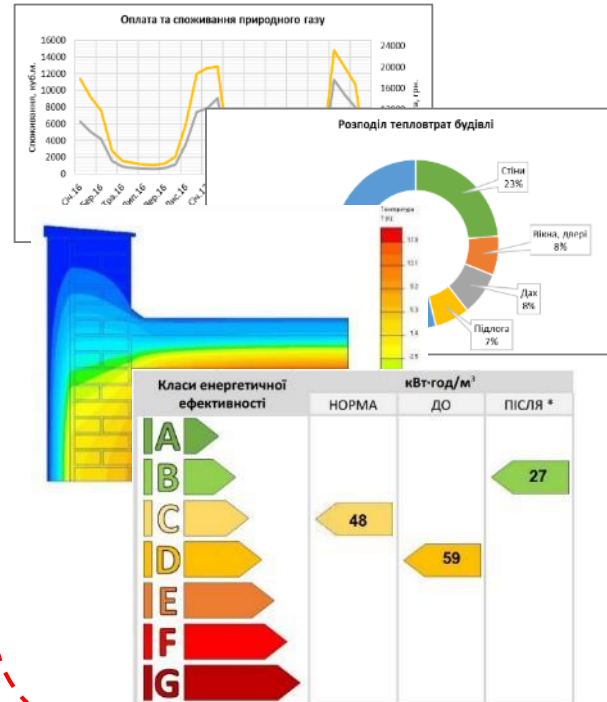 Оплата та споживання природного газу
16000
14000
12000
10000
8000
6000
4000
2000
0
Споживання, куб.м.
24000
20000
16000
Січ.16
Бер.16
Тра.16
Лип.16
Вер.16
Лис.16
Розподіл тепловтрат будівлі
Стіни
23%
Вікна, двері
8%
Дах
8%
Підлога
7%
Температура
Класи енергетичної
ефективності
кВт·год/м³
НОРМА
ДО
ПІСЛЯ *
A
B
27
C
48
D
59
E
F
G